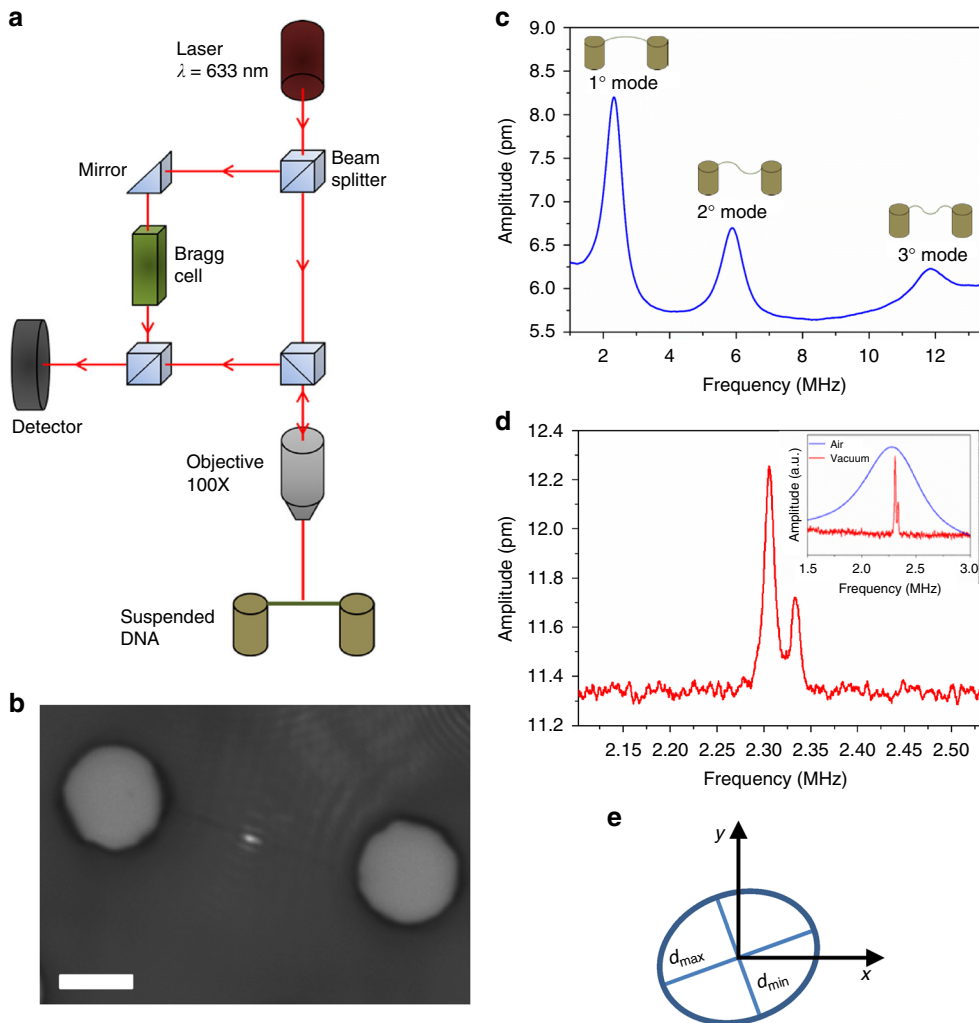 a
Laser
λ = 633 nm
Mirror
Beam
splitter
Bragg
cell
Detector
Objective
100X
Suspended
DNA
b
c
9.0
8.5
8.0
7.5
7.0
6.5
6.0
5.5
Amplitude (pm)
1° mode
2° mode
3° mode
2 4 6 8 10 12
Frequency (MHz)
d
12.4
12.2
12.0
11.8
11.6
11.4
11.2
Amplitude (pm)
Air
Vacuum
Amplitude (a.u.)
1.5 2.0 2.5 3.0
Frequency (MHz)
2.15 2.20 2.25 2.30 2.35 2.40 2.45 2.50
Frequency (MHz)
e
y
d max
d min
x